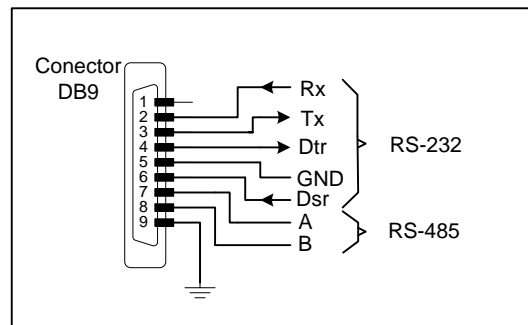 Conector
DB9
1
2
3
4
5
6
7
8
9
Rx
Tx
Dtr
GND
Dsr
A
B
RS-232
RS-485